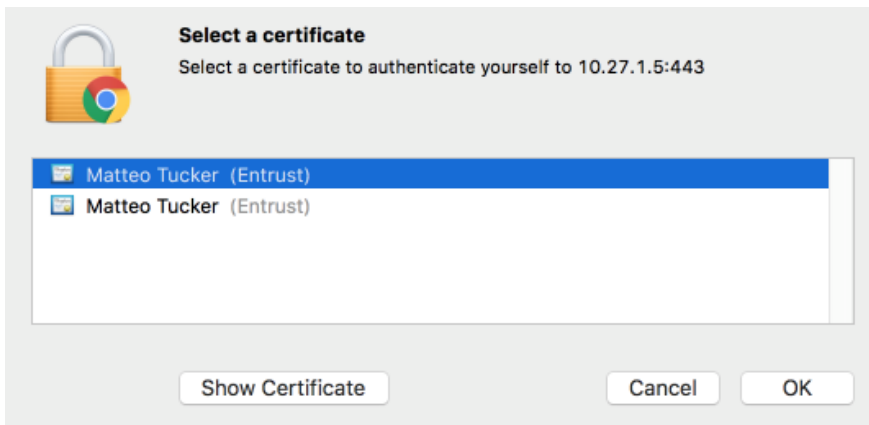 Select a certificate
Select a certificate to authenticate yourself to 10.27.1.5:443
Matteo Tucker (Entrust)
Matteo Tucker (Entrust)
Show Certificate
Cancel
OK